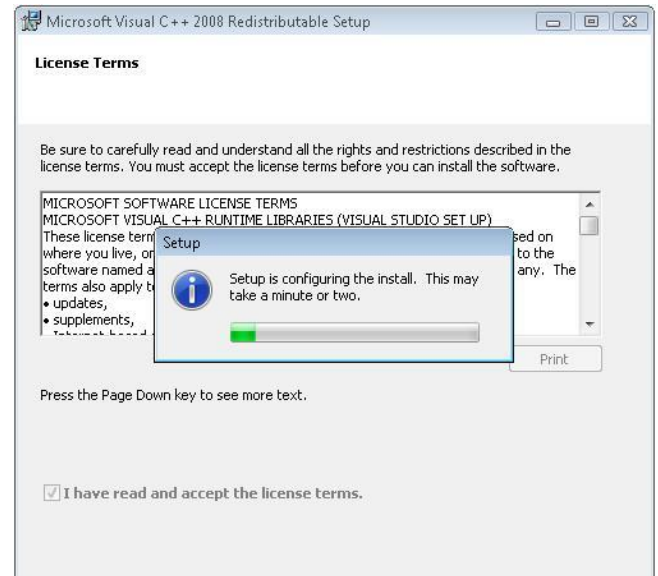 Microsoft Visual C++ 2008 Redistributable Setup
License Terms
Be sure to carefully read and understand all the rights and restrictions described in the
license terms. You must accept the license terms before you can install the software.
MICROSOFT SOFTWARE LICENSE TERMS
MICROSOFT VISUAL C++ RUNTIME LIBRARIES (VISUAL STUDIO SET UP)
These license term
sed on
where you live, or
to the
software named a
any. The
terms also apply t
• updates,
• supplements,
Setup
Setup is configuring the install. This may
take a minute or two.
Print
Press the Page Down key to see more text.
I have read and accept the license terms.